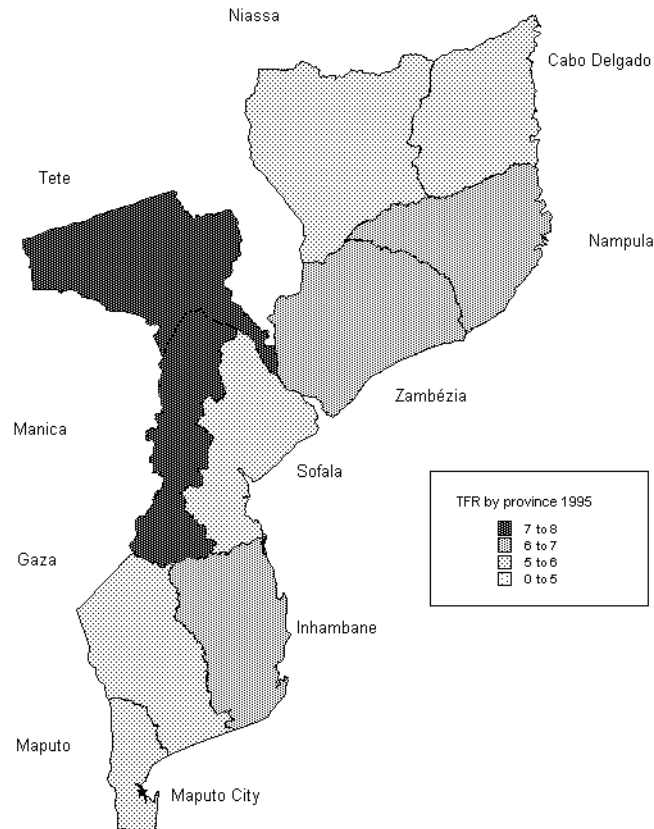 Niassa
Cabo Delgado
Tete
Nampula
Zambézia
Manica
Sofala
TFR by province 1995
7 to 8
6 to 7
5 to 6
0 to 5
Gaza
Inhambane
Maputo
Maputo City